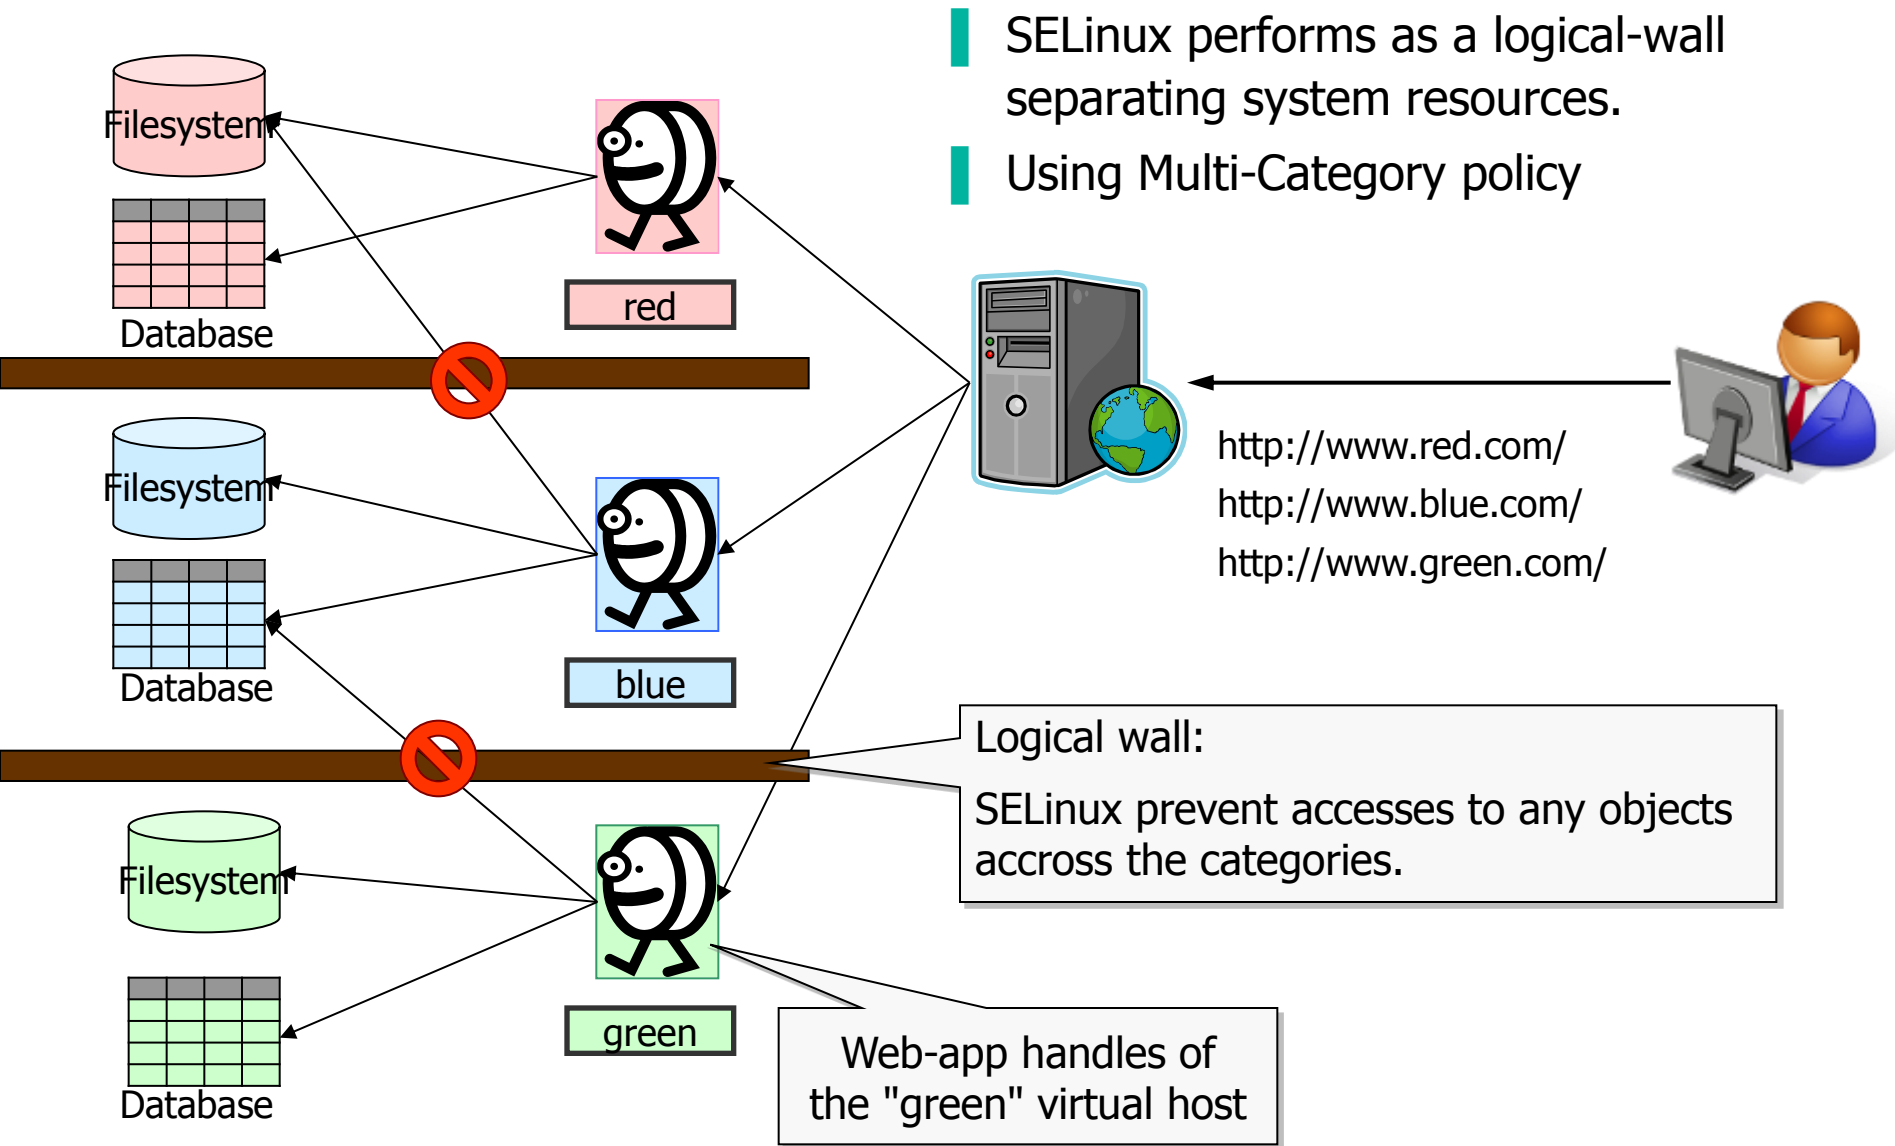 SELinux performs as a logical-wall
separating system resources.
Using Multi-Category policy
Filesystem
Database
red
http://www.red.com/
http://www.blue.com/
http://www.green.com/
Filesystem
Database
blue
Logical wall:
SELinux prevent accesses to any objects
accross the categories.
Filesystem
Database
green
Web-app handles of
the "green" virtual host